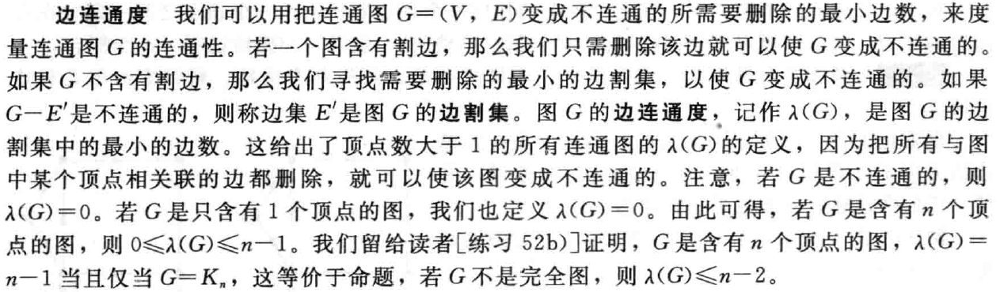 边连通度 我们可以用把连通图 G=(V, E)变成不连通的所需要删除的最小边数，来度
量连通图 G 的连通性。若一个图含有割边，那么我们只需删除该边就可以使 G 变成不连通的。
如果 G 不含有割边，那么我们寻找需要删除的最小的边割集，以使 G 变成不连通的。如果
G−E′是不连通的，则称边集 E′是图 G 的边割集。图 G 的边连通度，记作 λ(G)，是图 G 的边
割集中的最小的边数。这给出了顶点数大于 1 的所有连通图的 λ(G)的定义，因为把所有与图
中某个顶点相关联的边都删除，就可以使该图变成不连通的。注意，若 G 是不连通的，则
λ(G)=0。若 G 是只含有 1 个顶点的图，我们也定义 λ(G)=0。由此可得，若 G 是含有 n 个顶
点的图，则 0≤λ(G)≤n−1。我们留给读者[练习 52b)]证明，G 是含有 n 个顶点的图，λ(G)=
n−1 当且仅当 G=Kₙ，这等价于命题，若 G 不是完全图，则 λ(G)≤n−2。